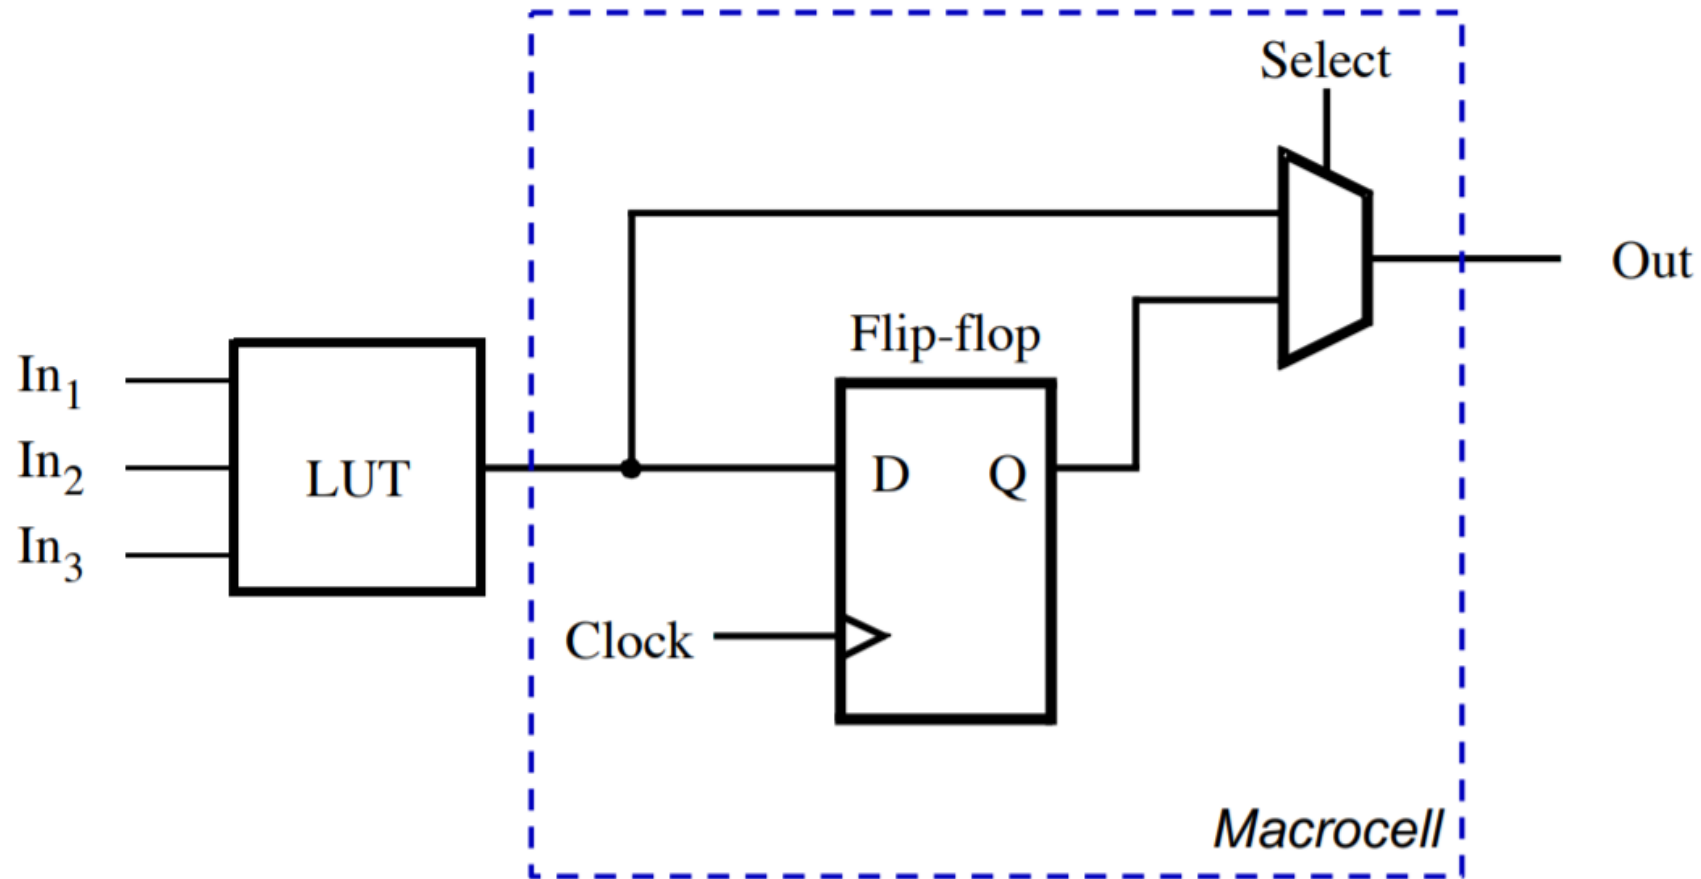 Select
Out
Flip-flop
In1
In2
In3
LUT
D Q
Clock
Macrocell